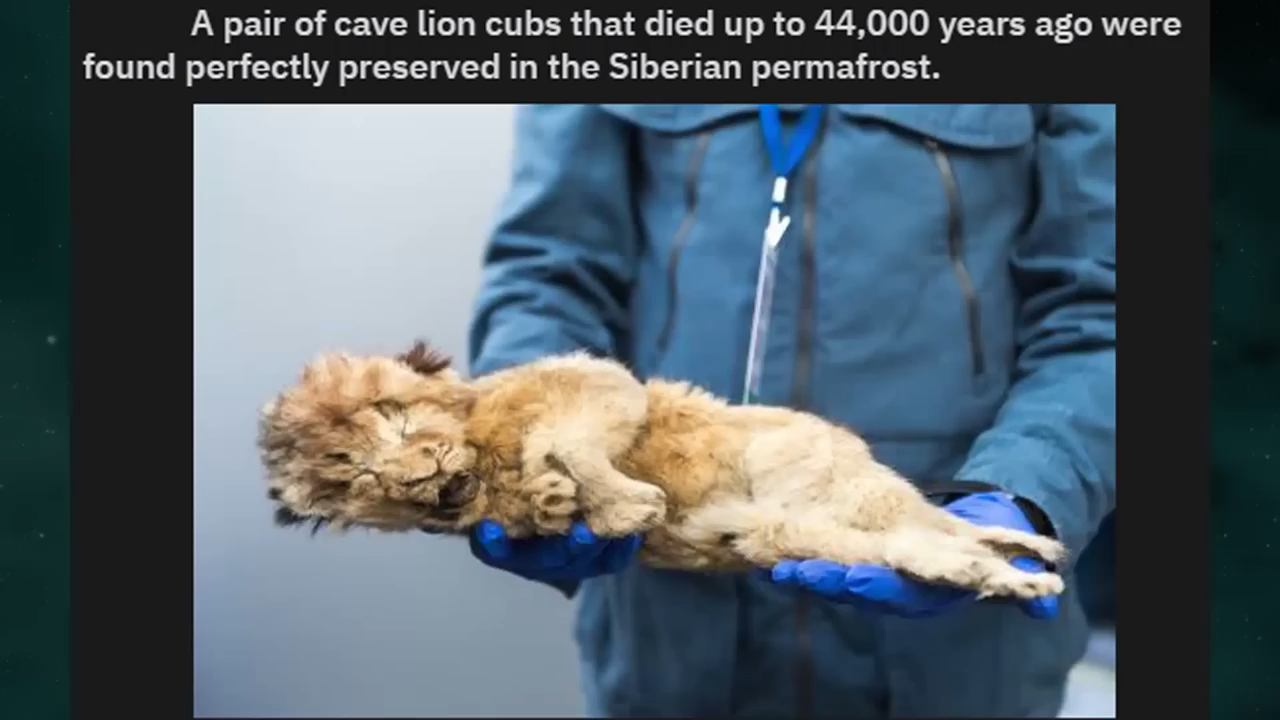 A pair of cave lion cubs that died up to 44,000 years ago were
found perfectly preserved in the Siberian permafrost.